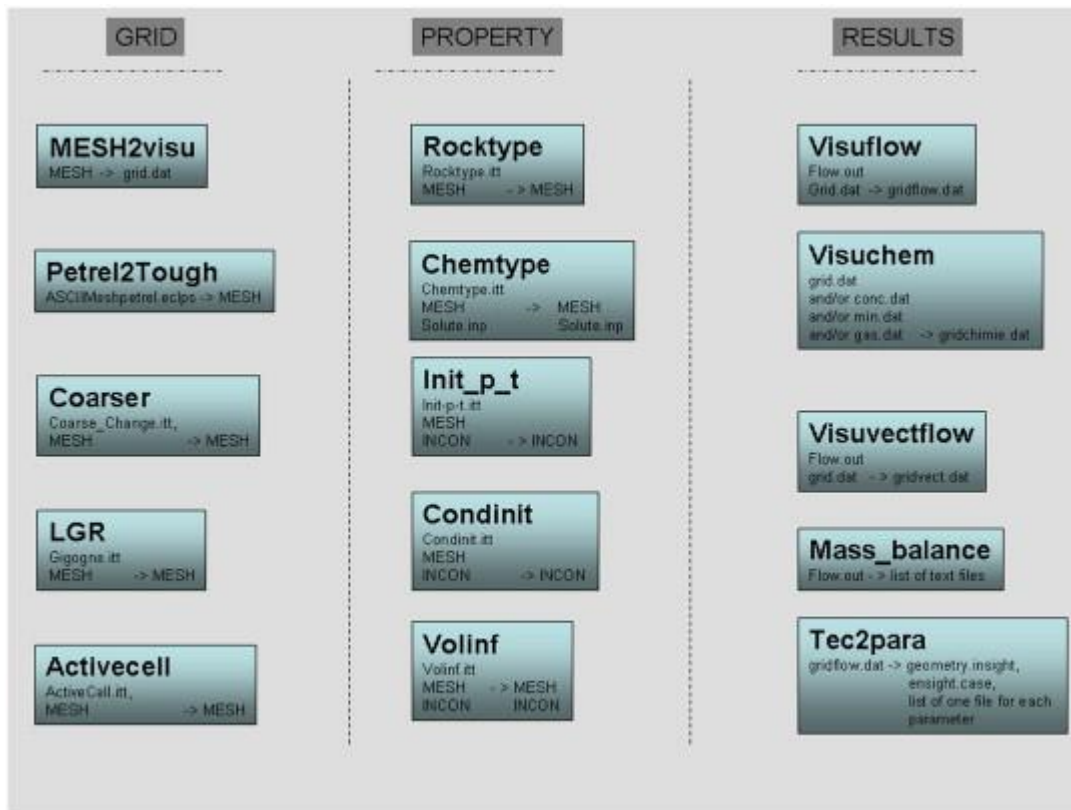 GRID
MESH2visu
MESH -> grid.dat
Petrel2Tough
ASCIIMeshpetrel.eclps -> MESH
Coarser
Coarse_Change.itt,
MESH -> MESH
LGR
Gigogne.itt
MESH -> MESH
Activecell
ActiveCell.itt,
MESH -> MESH
PROPERTY
Rocktype
Rocktype.itt
MESH - > MESH
Chemtype
Chemtype.itt
MESH -> MESH
Solute.inp Solute.inp
Init_p_t
Init-p-t.itt
MESH
INCON - > INCON
Condinit
Condinit.itt
MESH
INCON -> INCON
Volinf
Volinf.itt
MESH - > MESH
INCON INCON
RESULTS
Visuflow
Flow.out
Grid.dat -> gridflow.dat
Visuchem
grid.dat
and/or conc.dat
and/or min.dat
and/or gas.dat -> gridchimie.dat
Visuvectflow
Flow.out
grid.dat - > gridvect.dat
Mass_balance
Flow.out - > list of text files
Tec2para
gridflow.dat -> geometry.insight,
ensight.case,
list of one file for each
parameter